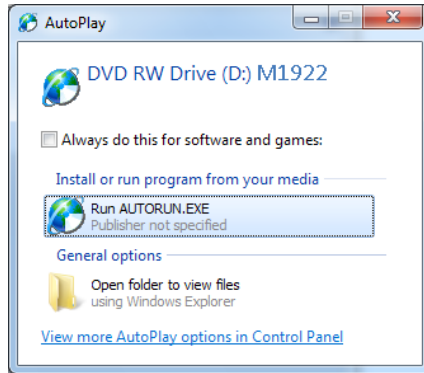 AutoPlay
DVD RW Drive (D:) M1922
Always do this for software and games:
Install or run program from your media
Run AUTORUN.EXE
Publisher not specified
General options
Open folder to view files
using Windows Explorer
View more AutoPlay options in Control Panel